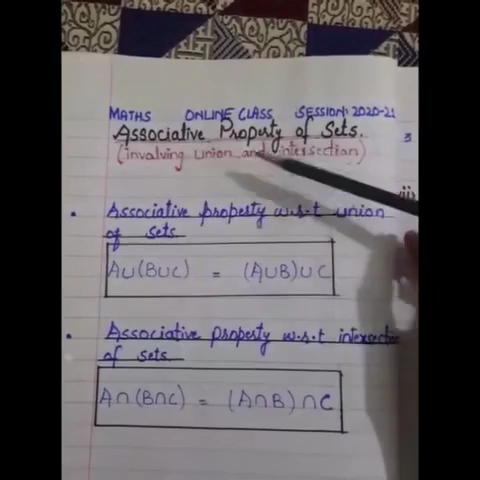 MATHS ONLINE CLASS SESSION: 2020-21
Associative Property of Sets.
(involving union and intersection)
3
• Associative property w.s.t union
of sets
A∪(B∪C) = (A∪B)∪C
• Associative property w.s.t
of sets
A∩(B∩C) = (A∩B)∩C